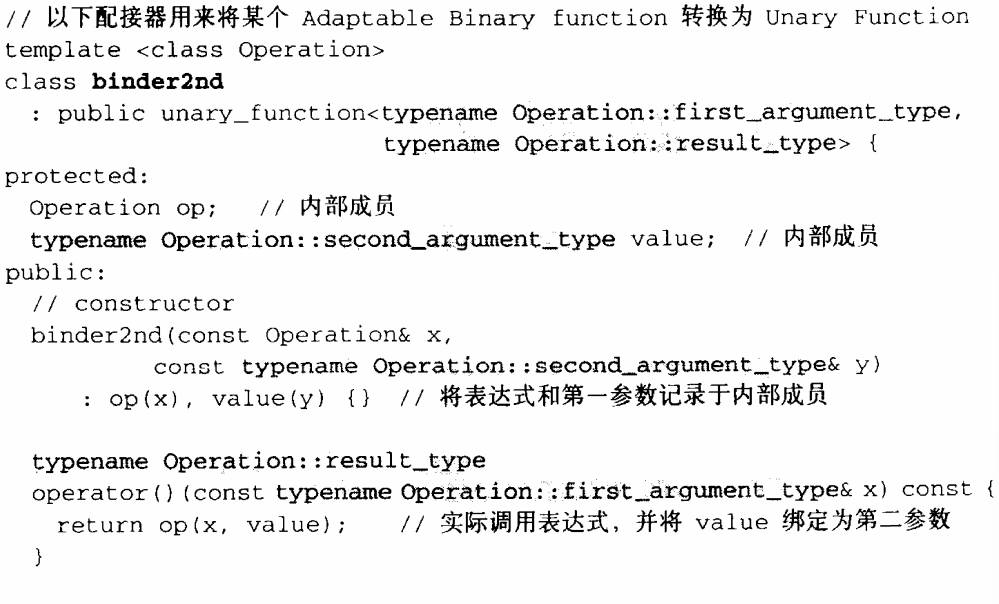 // 以下配接器用来将某个 Adaptable Binary function 转换为 Unary Function
template <class Operation>
class binder2nd
  : public unary_function<typename Operation::first_argument_type,
                          typename Operation::result_type> {
protected:
  Operation op;   // 内部成员
  typename Operation::second_argument_type value;  // 内部成员
public:
  // constructor
  binder2nd(const Operation& x,
            const typename Operation::second_argument_type& y)
      : op(x), value(y) {}  // 将表达式和第一参数记录于内部成员
  typename Operation::result_type
  operator()(const typename Operation::first_argument_type& x) const {
    return op(x, value);    // 实际调用表达式，并将 value 绑定为第二参数
  }